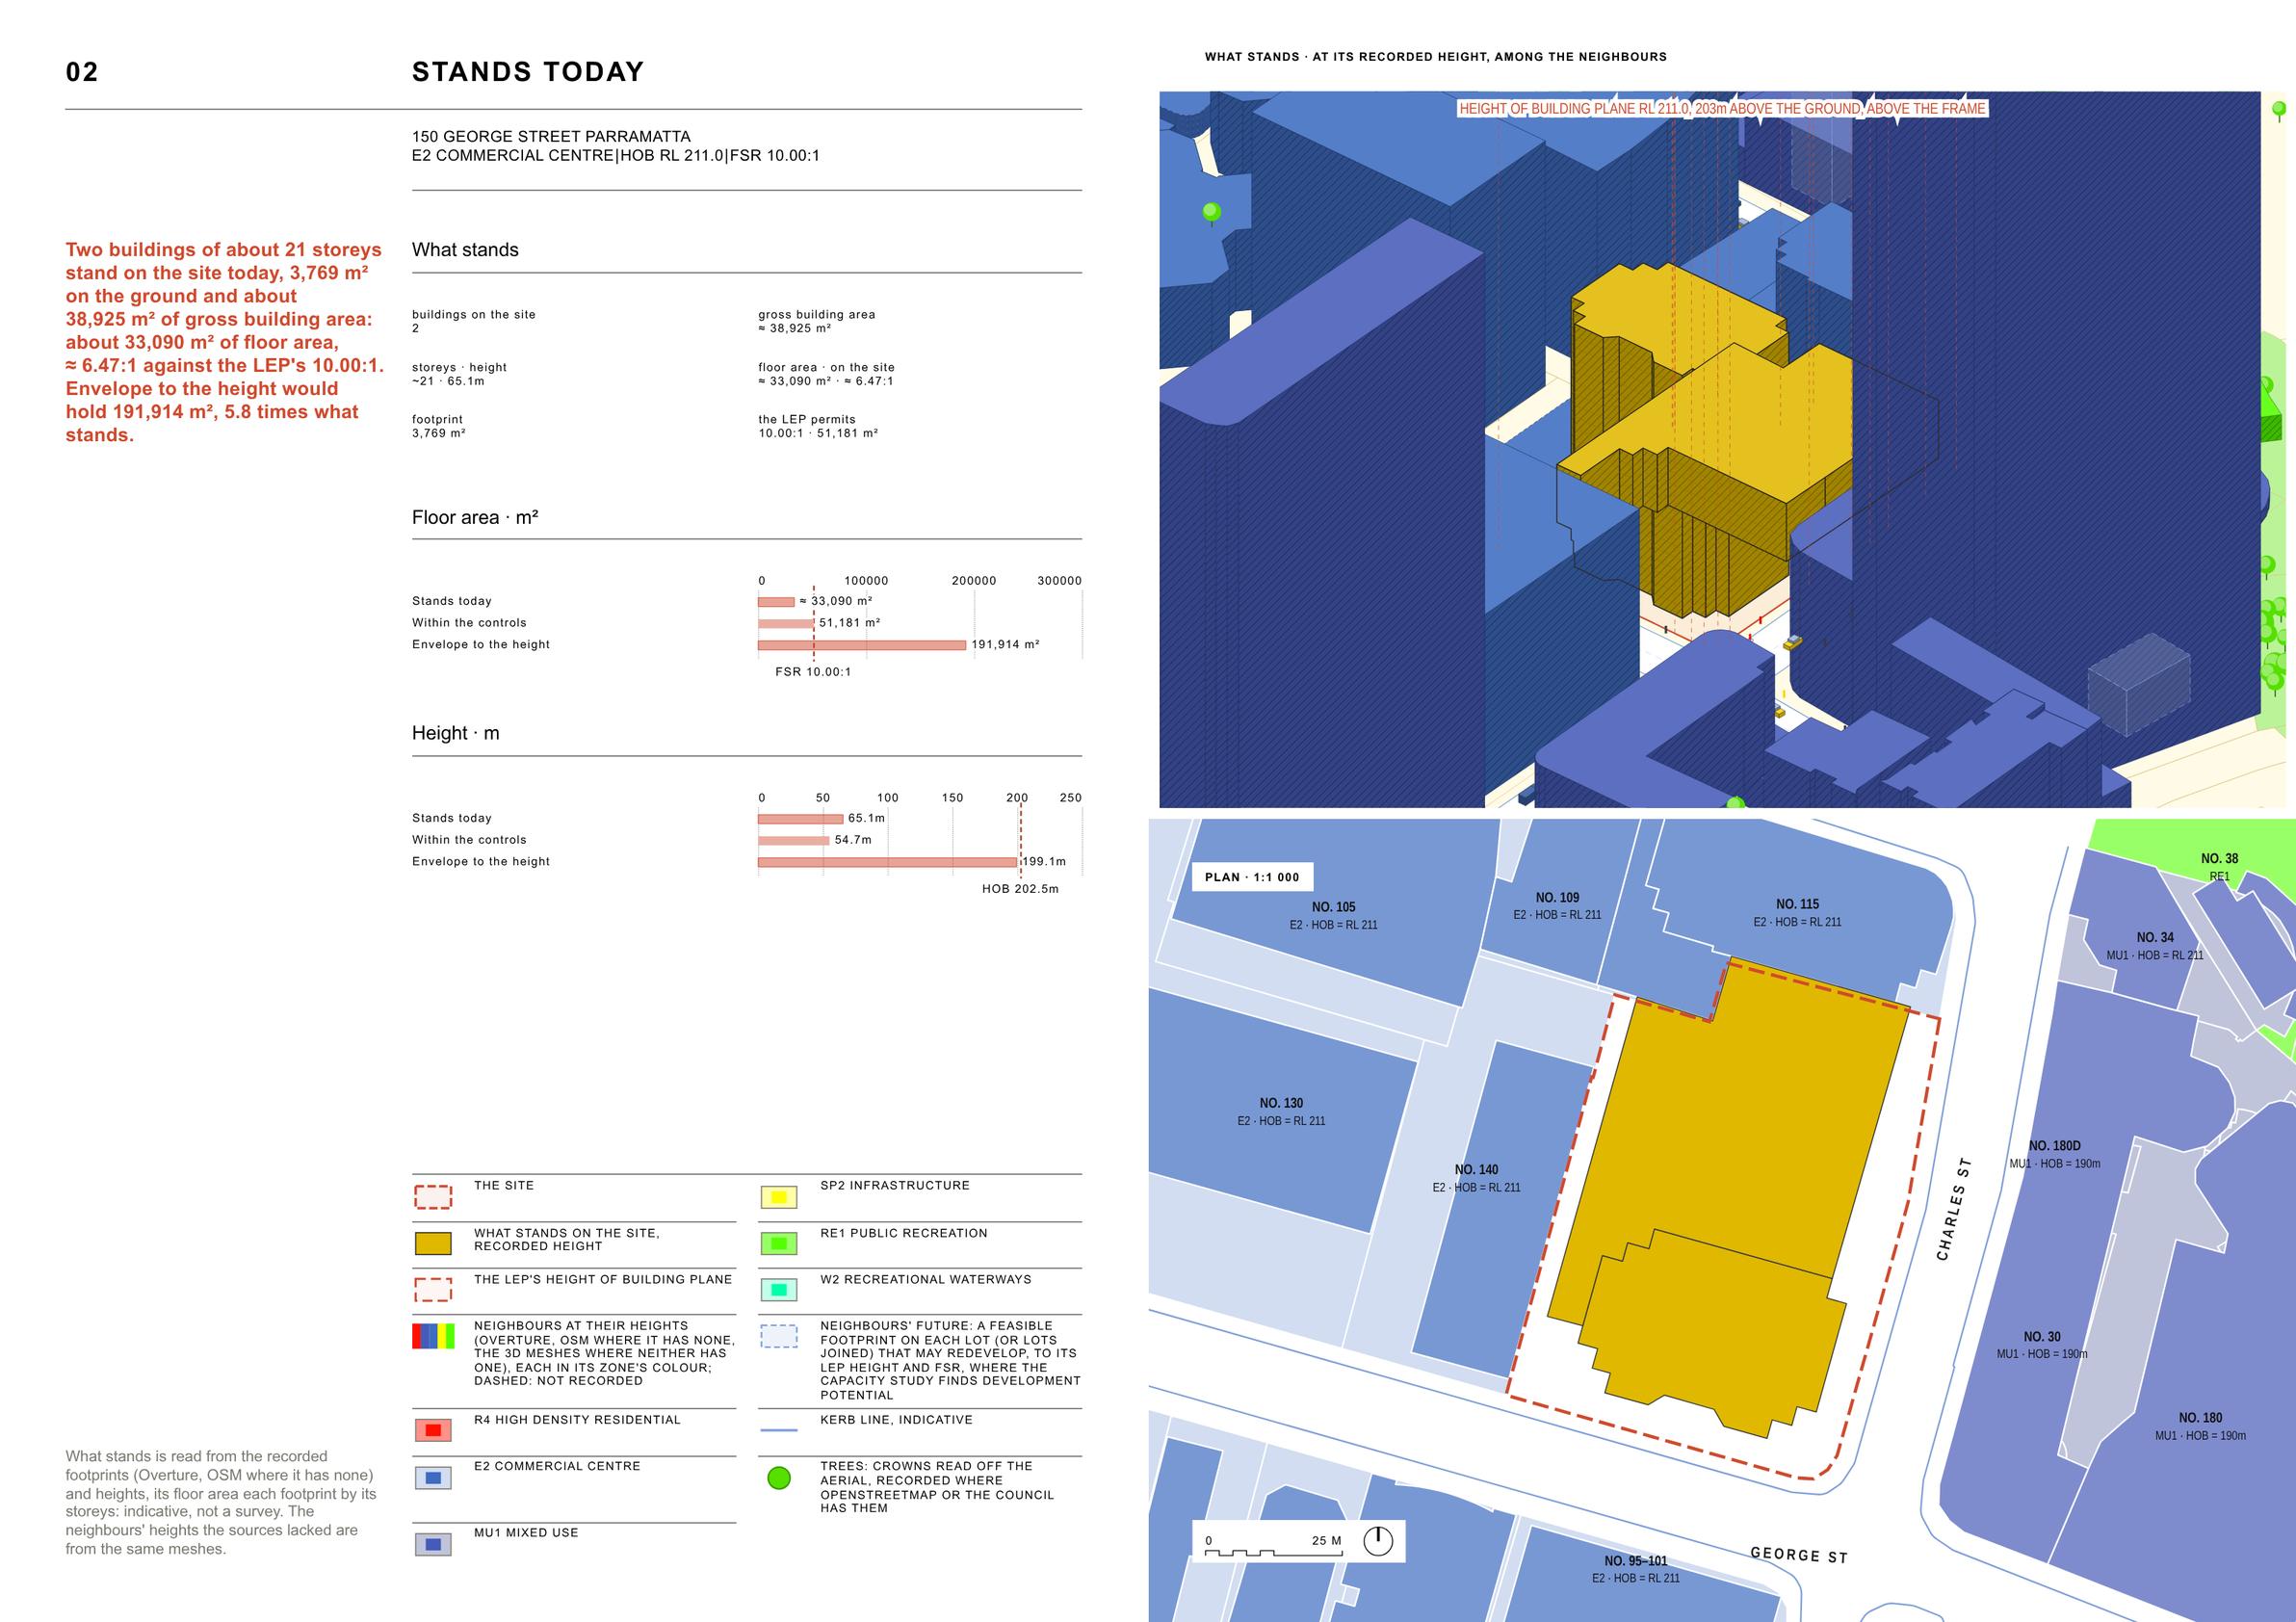 02
STANDS TODAY
150 GEORGE STREET PARRAMATTA
E2 COMMERCIAL CENTRE|HOB RL 211.0|FSR 10.00:1
Two buildings of about 21 storeys
stand on the site today, 3,769 m²
on the ground and about
38,925 m² of gross building area:
about 33,090 m² of floor area,
≈ 6.47:1 against the LEP's 10.00:1.
Envelope to the height would
hold 191,914 m², 5.8 times what
stands.
What stands
buildings on the site
2
gross building area
≈ 38,925 m²
storeys · height
~21 · 65.1m
floor area · on the site
≈ 33,090 m² · ≈ 6.47:1
footprint
3,769 m²
the LEP permits
10.00:1 · 51,181 m²
Floor area · m²
0 100000 200000 300000
Stands today ≈ 33,090 m²
Within the controls 51,181 m²
Envelope to the height 191,914 m²
FSR 10.00:1
Height · m
0 50 100 150 200 250
Stands today 65.1m
Within the controls 54.7m
Envelope to the height 199.1m
HOB 202.5m
THE SITE
WHAT STANDS ON THE SITE,
RECORDED HEIGHT
THE LEP'S HEIGHT OF BUILDING PLANE
NEIGHBOURS AT THEIR HEIGHTS
(OVERTURE, OSM WHERE IT HAS NONE,
THE 3D MESHES WHERE NEITHER HAS
ONE), EACH IN ITS ZONE'S COLOUR;
DASHED: NOT RECORDED
R4 HIGH DENSITY RESIDENTIAL
E2 COMMERCIAL CENTRE
MU1 MIXED USE
SP2 INFRASTRUCTURE
RE1 PUBLIC RECREATION
W2 RECREATIONAL WATERWAYS
NEIGHBOURS' FUTURE: A FEASIBLE
FOOTPRINT ON EACH LOT (OR LOTS
JOINED) THAT MAY REDEVELOP, TO ITS
LEP HEIGHT AND FSR, WHERE THE
CAPACITY STUDY FINDS DEVELOPMENT
POTENTIAL
KERB LINE, INDICATIVE
TREES: CROWNS READ OFF THE
AERIAL, RECORDED WHERE
OPENSTREETMAP OR THE COUNCIL
HAS THEM
What stands is read from the recorded
footprints (Overture, OSM where it has none)
and heights, its floor area each footprint by its
storeys: indicative, not a survey. The
neighbours' heights the sources lacked are
from the same meshes.
WHAT STANDS · AT ITS RECORDED HEIGHT, AMONG THE NEIGHBOURS
HEIGHT OF BUILDING PLANE RL 211.0, 203m ABOVE THE GROUND, ABOVE THE FRAME
PLAN · 1:1 000
NO. 105
E2 · HOB = RL 211
NO. 109
E2 · HOB = RL 211
NO. 115
E2 · HOB = RL 211
NO. 38
RE1
NO. 34
MU1 · HOB = RL 211
NO. 130
E2 · HOB = RL 211
NO. 140
E2 · HOB = RL 211
NO. 180D
MU1 · HOB = 190m
CHARLES ST
NO. 30
MU1 · HOB = 190m
NO. 180
MU1 · HOB = 190m
0 25 M
GEORGE ST
NO. 95–101
E2 · HOB = RL 211